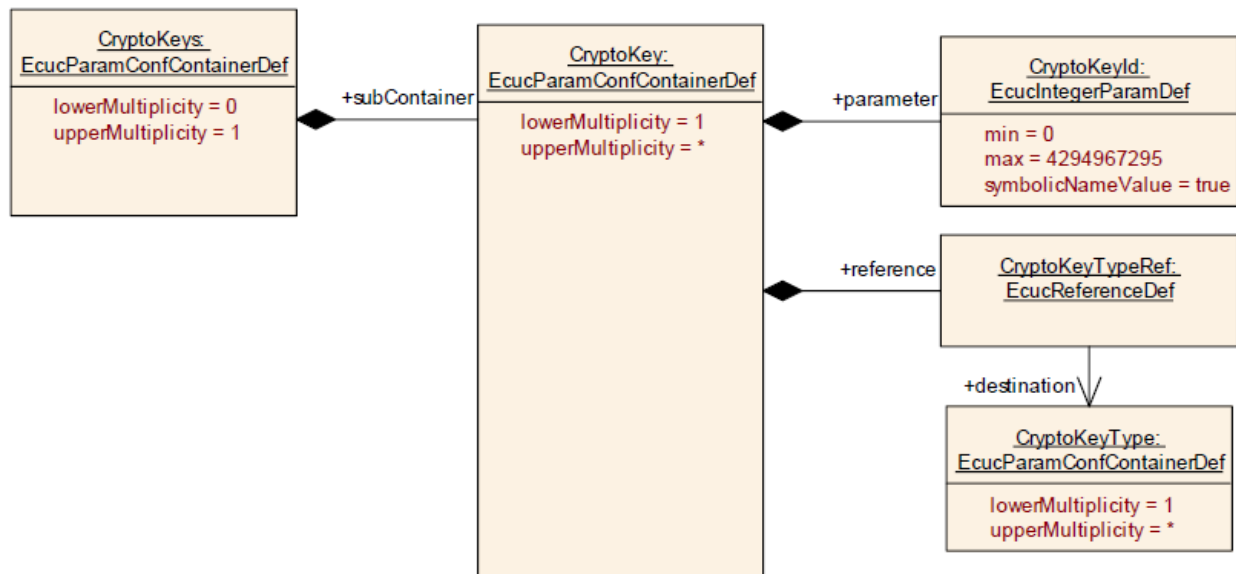 CryptoKeys:
EcucParamConfContainerDef
lowerMultiplicity = 0
upperMultiplicity = 1
+subContainer
CryptoKey:
EcucParamConfContainerDef
lowerMultiplicity = 1
upperMultiplicity = *
+parameter
CryptoKeyId:
EcucIntegerParamDef
min = 0
max = 4294967295
symbolicNameValue = true
+reference
CryptoKeyTypeRef:
EcucReferenceDef
+destination
CryptoKeyType:
EcucParamConfContainerDef
lowerMultiplicity = 1
upperMultiplicity = *